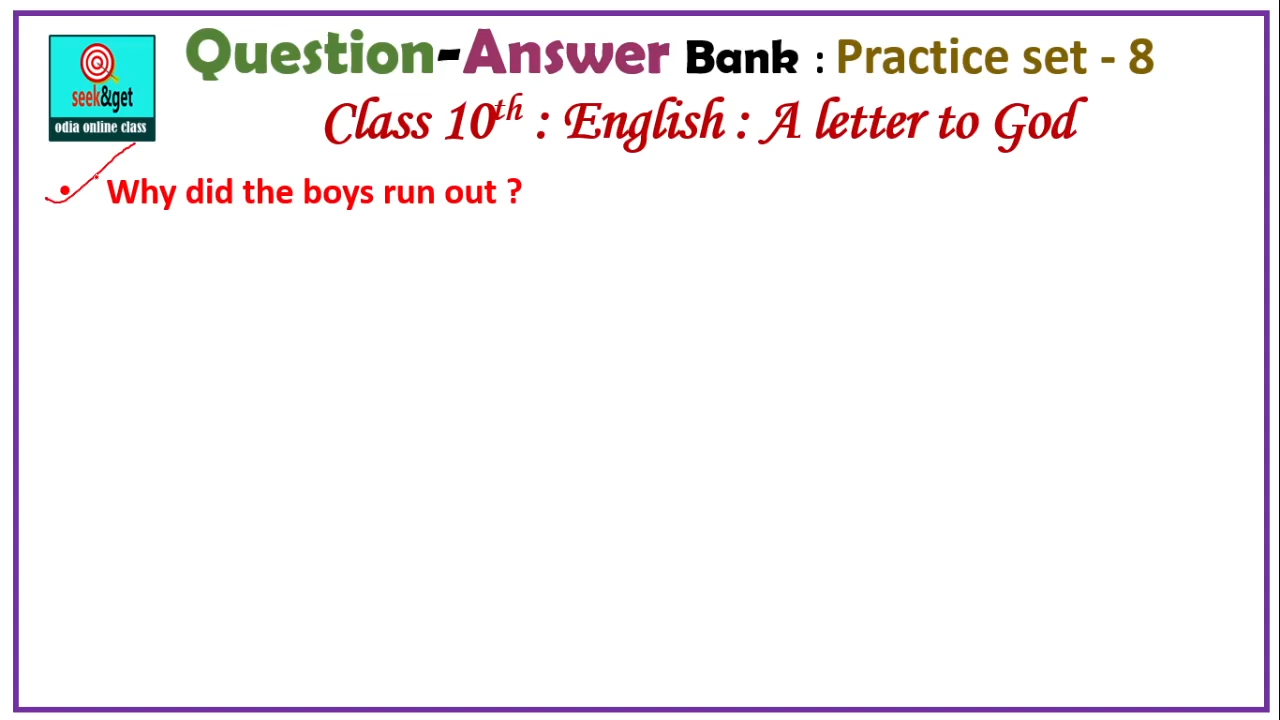 Question-Answer Bank : Practice set - 8
seek&get
odia online class
Class 10th : English : A letter to God
• Why did the boys run out ?